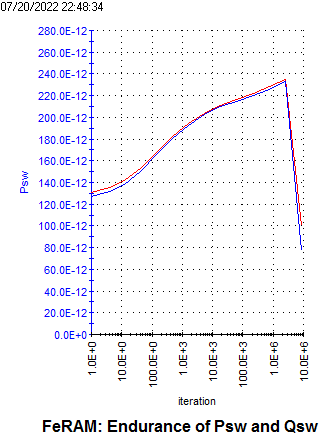 07/20/2022 22:48:34
280.0E-12
260.0E-12
240.0E-12
220.0E-12
200.0E-12
180.0E-12
160.0E-12
140.0E-12
120.0E-12
100.0E-12
80.0E-12
60.0E-12
40.0E-12
20.0E-12
0.0E+0
Psw
1.0E+0
10.0E+0
100.0E+0
1.0E+3
10.0E+3
100.0E+3
1.0E+6
10.0E+6
iteration
FeRAM: Endurance of Psw and Qsw